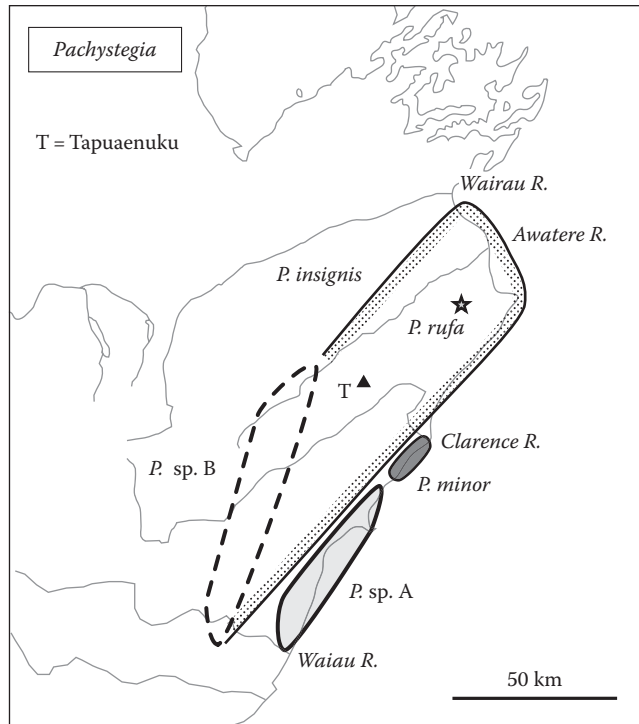 Pachystegia
T = Tapuaenuku
Wairau R.
Awatere R.
P. insignis
P. rufa
T
Clarence R.
P. sp. B
P. minor
P. sp. A
Waiau R.
50 km